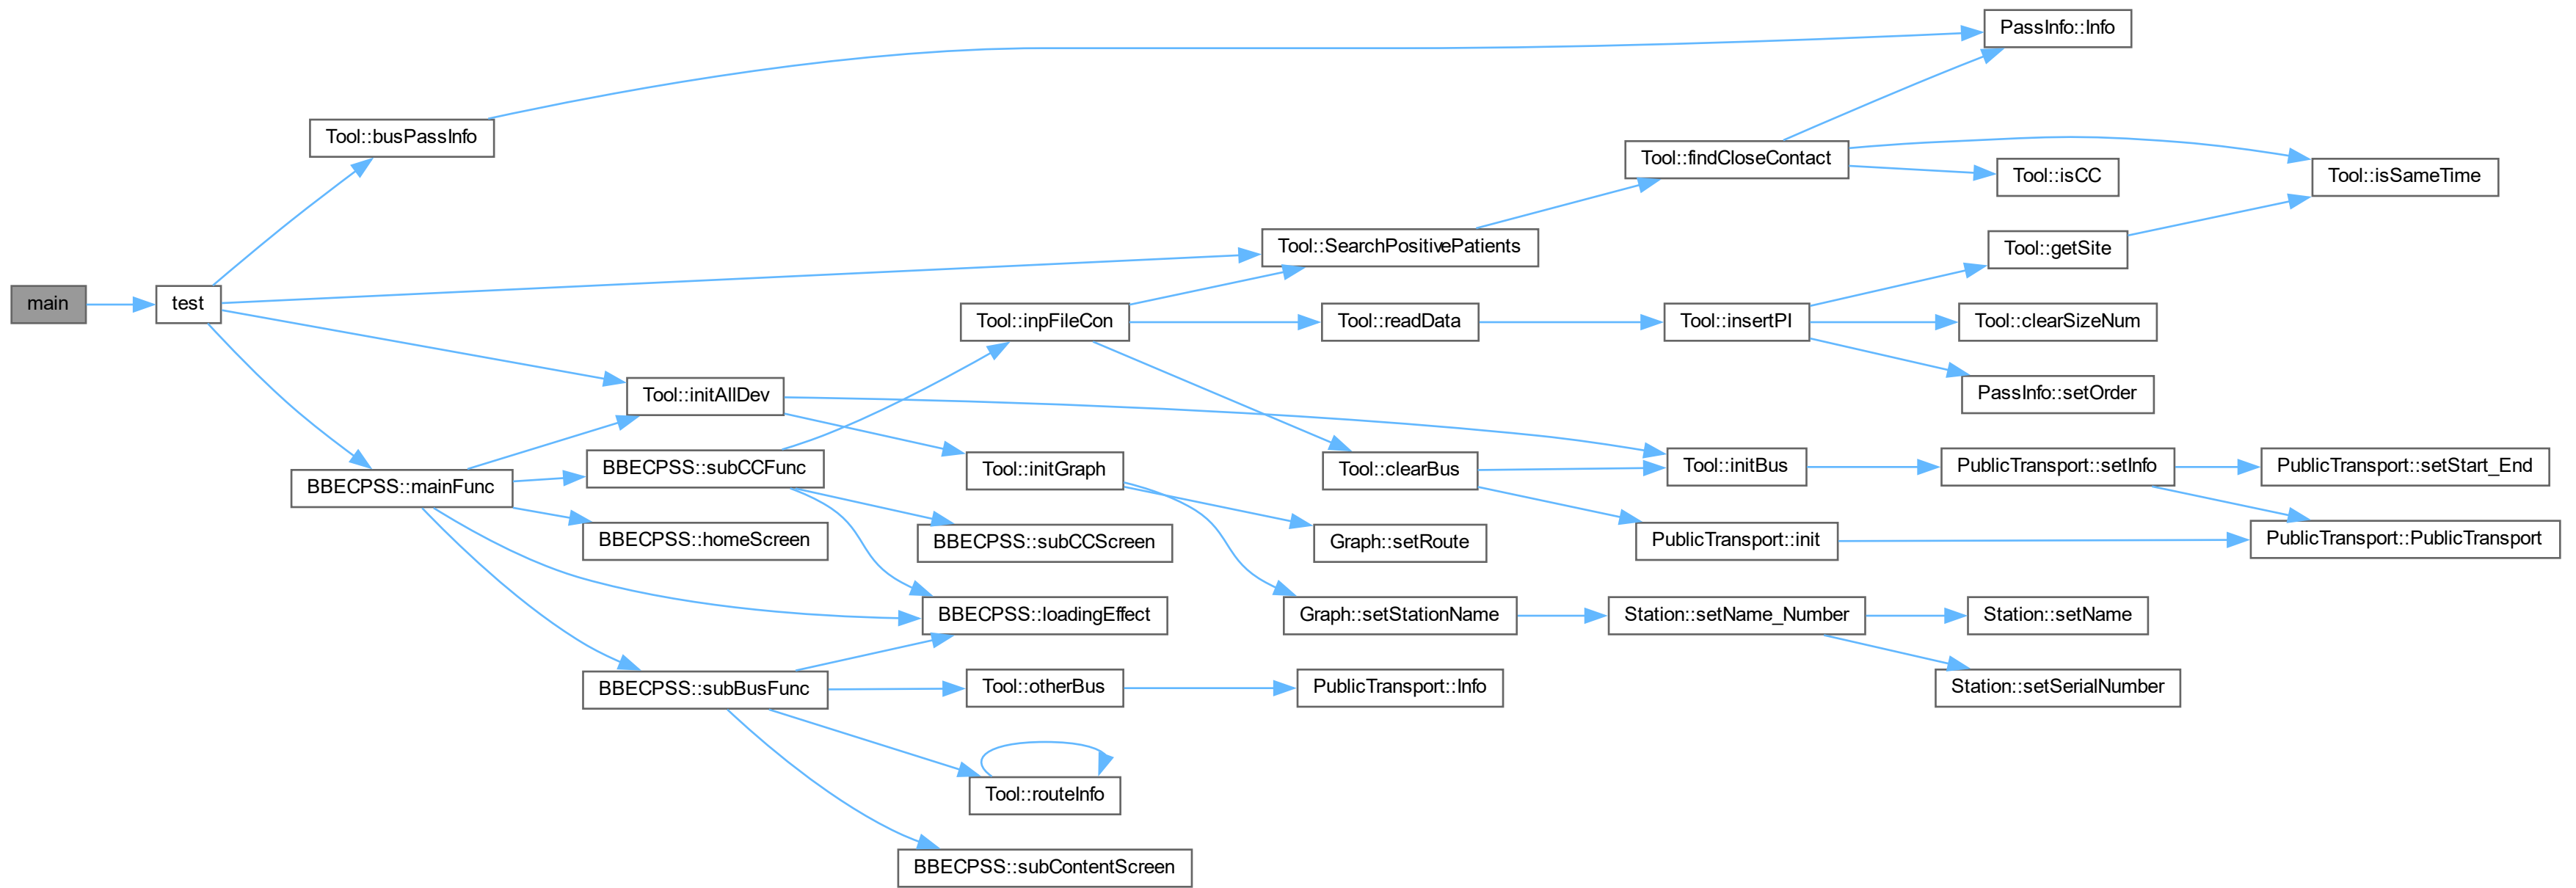 PassInfo::Info
Tool::busPassInfo
Tool::findCloseContact
Tool::isCC
Tool::isSameTime
Tool::SearchPositivePatients
Tool::getSite
main
test
Tool::inpFileCon
Tool::readData
Tool::insertPI
Tool::clearSizeNum
Tool::initAllDev
PassInfo::setOrder
BBECPSS::mainFunc
BBECPSS::subCCFunc
Tool::initGraph
Tool::clearBus
Tool::initBus
PublicTransport::setInfo
PublicTransport::setStart_End
BBECPSS::homeScreen
BBECPSS::subCCScreen
Graph::setRoute
PublicTransport::init
PublicTransport::PublicTransport
BBECPSS::loadingEffect
Graph::setStationName
Station::setName_Number
Station::setName
BBECPSS::subBusFunc
Tool::otherBus
PublicTransport::Info
Station::setSerialNumber
Tool::routeInfo
BBECPSS::subContentScreen